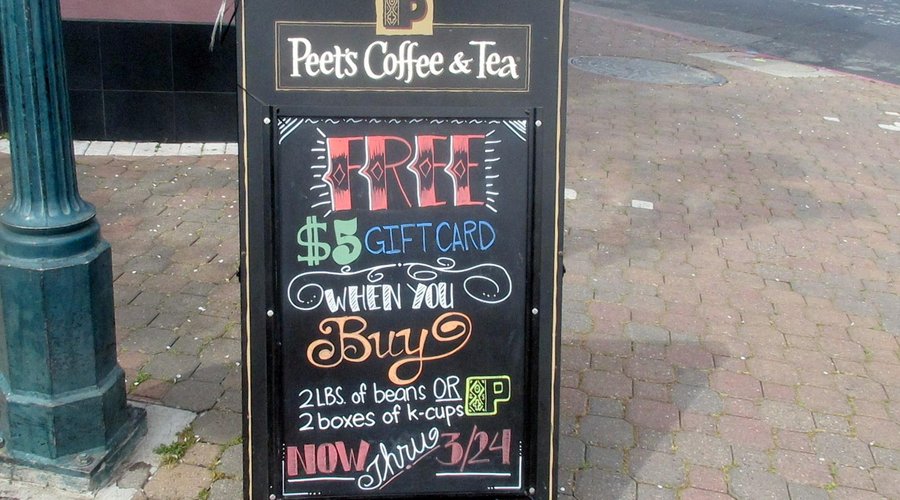 P
Peet's Coffee & Tea
FREE
$5 GIFT CARD
WHEN YOU
Buy
2 LBS. of beans OR
2 boxes of k-cups
P
NOW Thru 3/24